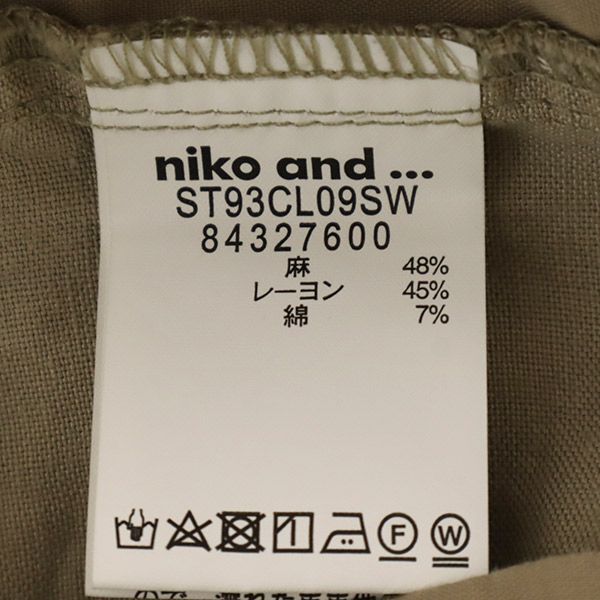 niko and ...
ST93CL09SW
84327600
麻 48%
レーヨン 45%
綿 7%
F W